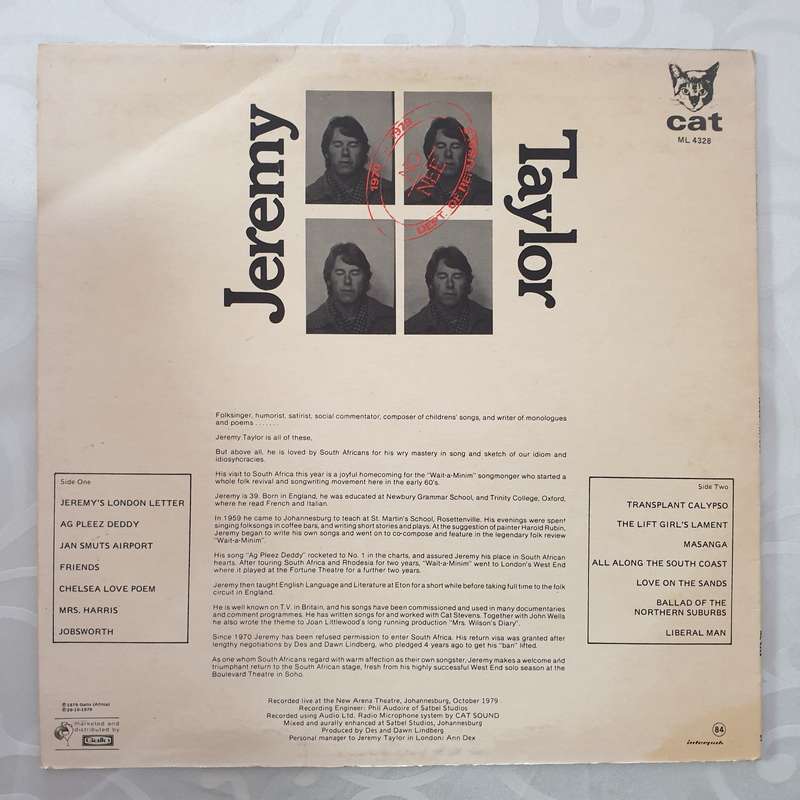 Jeremy
Taylor
cat
ML 4328
1970 1979
NO
DEPT. OF
Folksinger, humorist, satirist, social commentator, composer of childrens' songs, and writer of monologues
and poems . . . . . . .
Jeremy Taylor is all of these,
But above all, he is loved by South Africans for his wry mastery in song and sketch of our idiom and
idiosyhcracies.
His visit to South Africa this year is a joyful homecoming for the "Wait-a-Minim" songmonger who started a
whole folk revival and songwriting movement here in the early 60's.
Jeremy is 39. Born in England, he was educated at Newbury Grammar School, and Trinity College, Oxford,
where he read French and Italian.
In 1959 he came to Johannesburg to teach at St. Martin's School, Rosettenville. His evenings were spent
singing folksongs in coffee bars, and writing short stories and plays. At the suggestion of painter Harold Rubin,
Jeremy began to write his own songs and went on to co-compose and feature in the legendary folk review
"Wait-a-Minim".
His song "Ag Pleez Deddy" rocketed to No. 1 in the charts, and assured Jeremy his place in South African
hearts. After touring South Africa and Rhodesia for two years, "Wait-a-Minim" went to London's West End
where it played at the Fortune Theatre for a further two years.
Jeremy then taught English Language and Literature at Eton for a short while before taking full time to the folk
circuit in England.
He is well known on T.V. in Britain, and his songs have been commissioned and used in many documentaries
and comment programmes. He has written songs for and worked with Cat Stevens. Together with John Wells
he also wrote the theme to Joan Littlewood's long running production "Mrs. Wilson's Diary".
Since 1970 Jeremy has been refused permission to enter South Africa. His return visa was granted after
lengthy negotiations by Des and Dawn Lindberg, who pledged 4 years ago to get his "ban" lifted.
As one whom South Africans regard with warm affection as their own songster, Jeremy makes a welcome and
triumphant return to the South African stage, fresh from his highly successful West End solo season at the
Boulevard Theatre in Soho.
Side One
JEREMY'S LONDON LETTER
AG PLEEZ DEDDY
JAN SMUTS AIRPORT
FRIENDS
CHELSEA LOVE POEM
MRS. HARRIS
JOBSWORTH
Side Two
TRANSPLANT CALYPSO
THE LIFT GIRL'S LAMENT
MASANGA
ALL ALONG THE SOUTH COAST
LOVE ON THE SANDS
BALLAD OF THE
NORTHERN SUBURBS
LIBERAL MAN
Recorded live at the New Arena Theatre, Johannesburg, October 1979
Recording Engineer: Phil Audoire of Satbel Studios
Recorded using Audio Ltd. Radio Microphone system by CAT SOUND
Mixed and aurally enhanced at Satbel Studios, Johannesburg
Produced by Des and Dawn Lindberg
Personal manager to Jeremy Taylor in London: Ann Dex
℗ 1979 Gallo (Africa)
marketed and
distributed by
Gallo
84
interpak